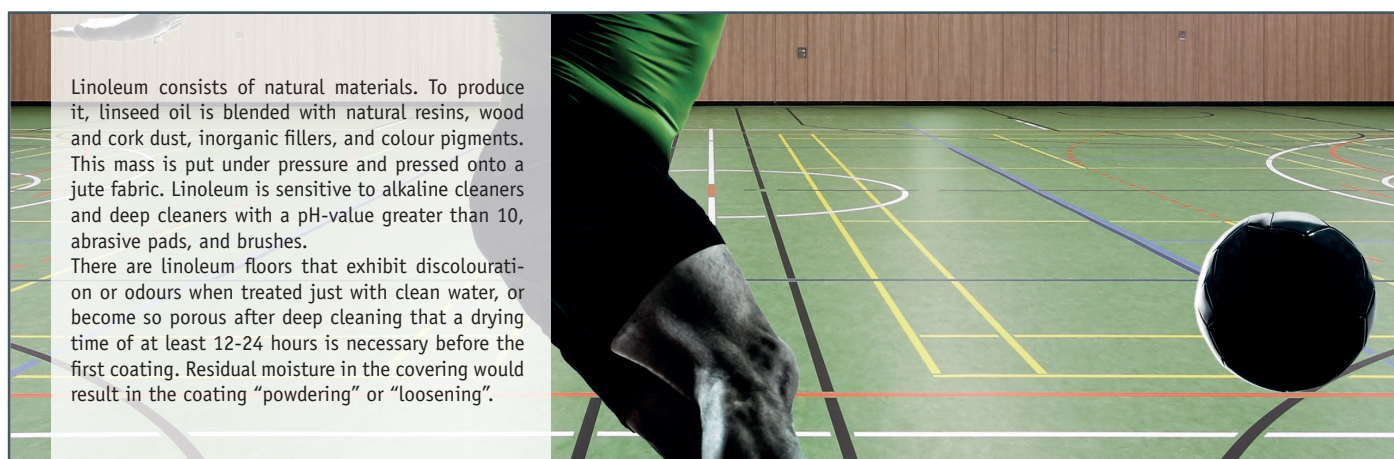 Linoleum consists of natural materials. To produce
it, linseed oil is blended with natural resins, wood
and cork dust, inorganic fillers, and colour pigments.
This mass is put under pressure and pressed onto a
jute fabric. Linoleum is sensitive to alkaline cleaners
and deep cleaners with a pH-value greater than 10,
abrasive pads, and brushes.
There are linoleum floors that exhibit discolourati-
on or odours when treated just with clean water, or
become so porous after deep cleaning that a drying
time of at least 12-24 hours is necessary before the
first coating. Residual moisture in the covering would
result in the coating “powdering” or “loosening”.